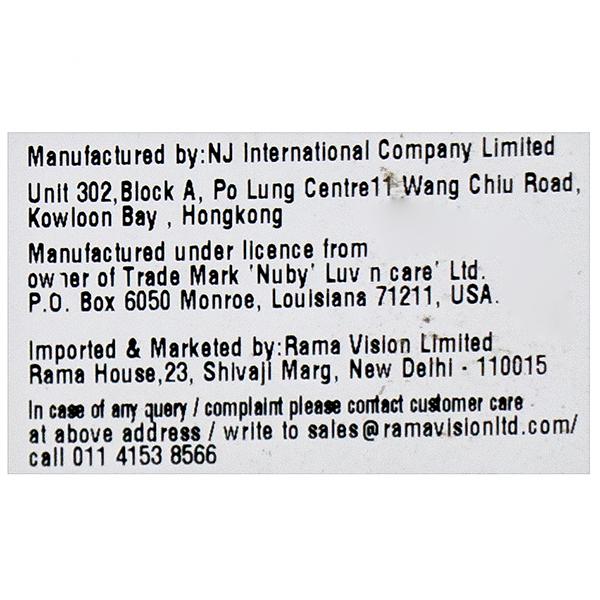 Manufactured by:NJ International Company Limited
Unit 302,Block A, Po Lung Centre11 Wang Chiu Road,
Kowloon Bay , Hongkong
Manufactured under licence from
owner of Trade Mark 'Nuby' Luv n care' Ltd.
P.O. Box 6050 Monroe, Louisiana 71211, USA.
Imported & Marketed by:Rama Vision Limited
Rama House,23, Shivaji Marg, New Delhi - 110015
In case of any query / complaint please contact customer care
at above address / write to sales@ramavisionltd.com/
call 011 4153 8566